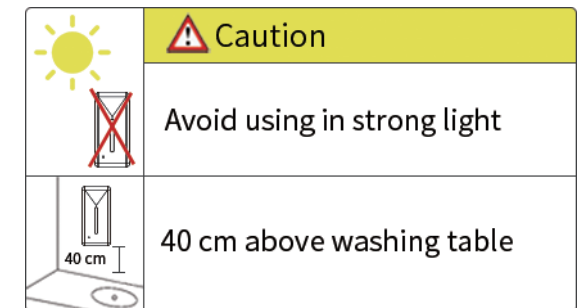 Caution
Avoid using in strong light
40 cm
40 cm above washing table